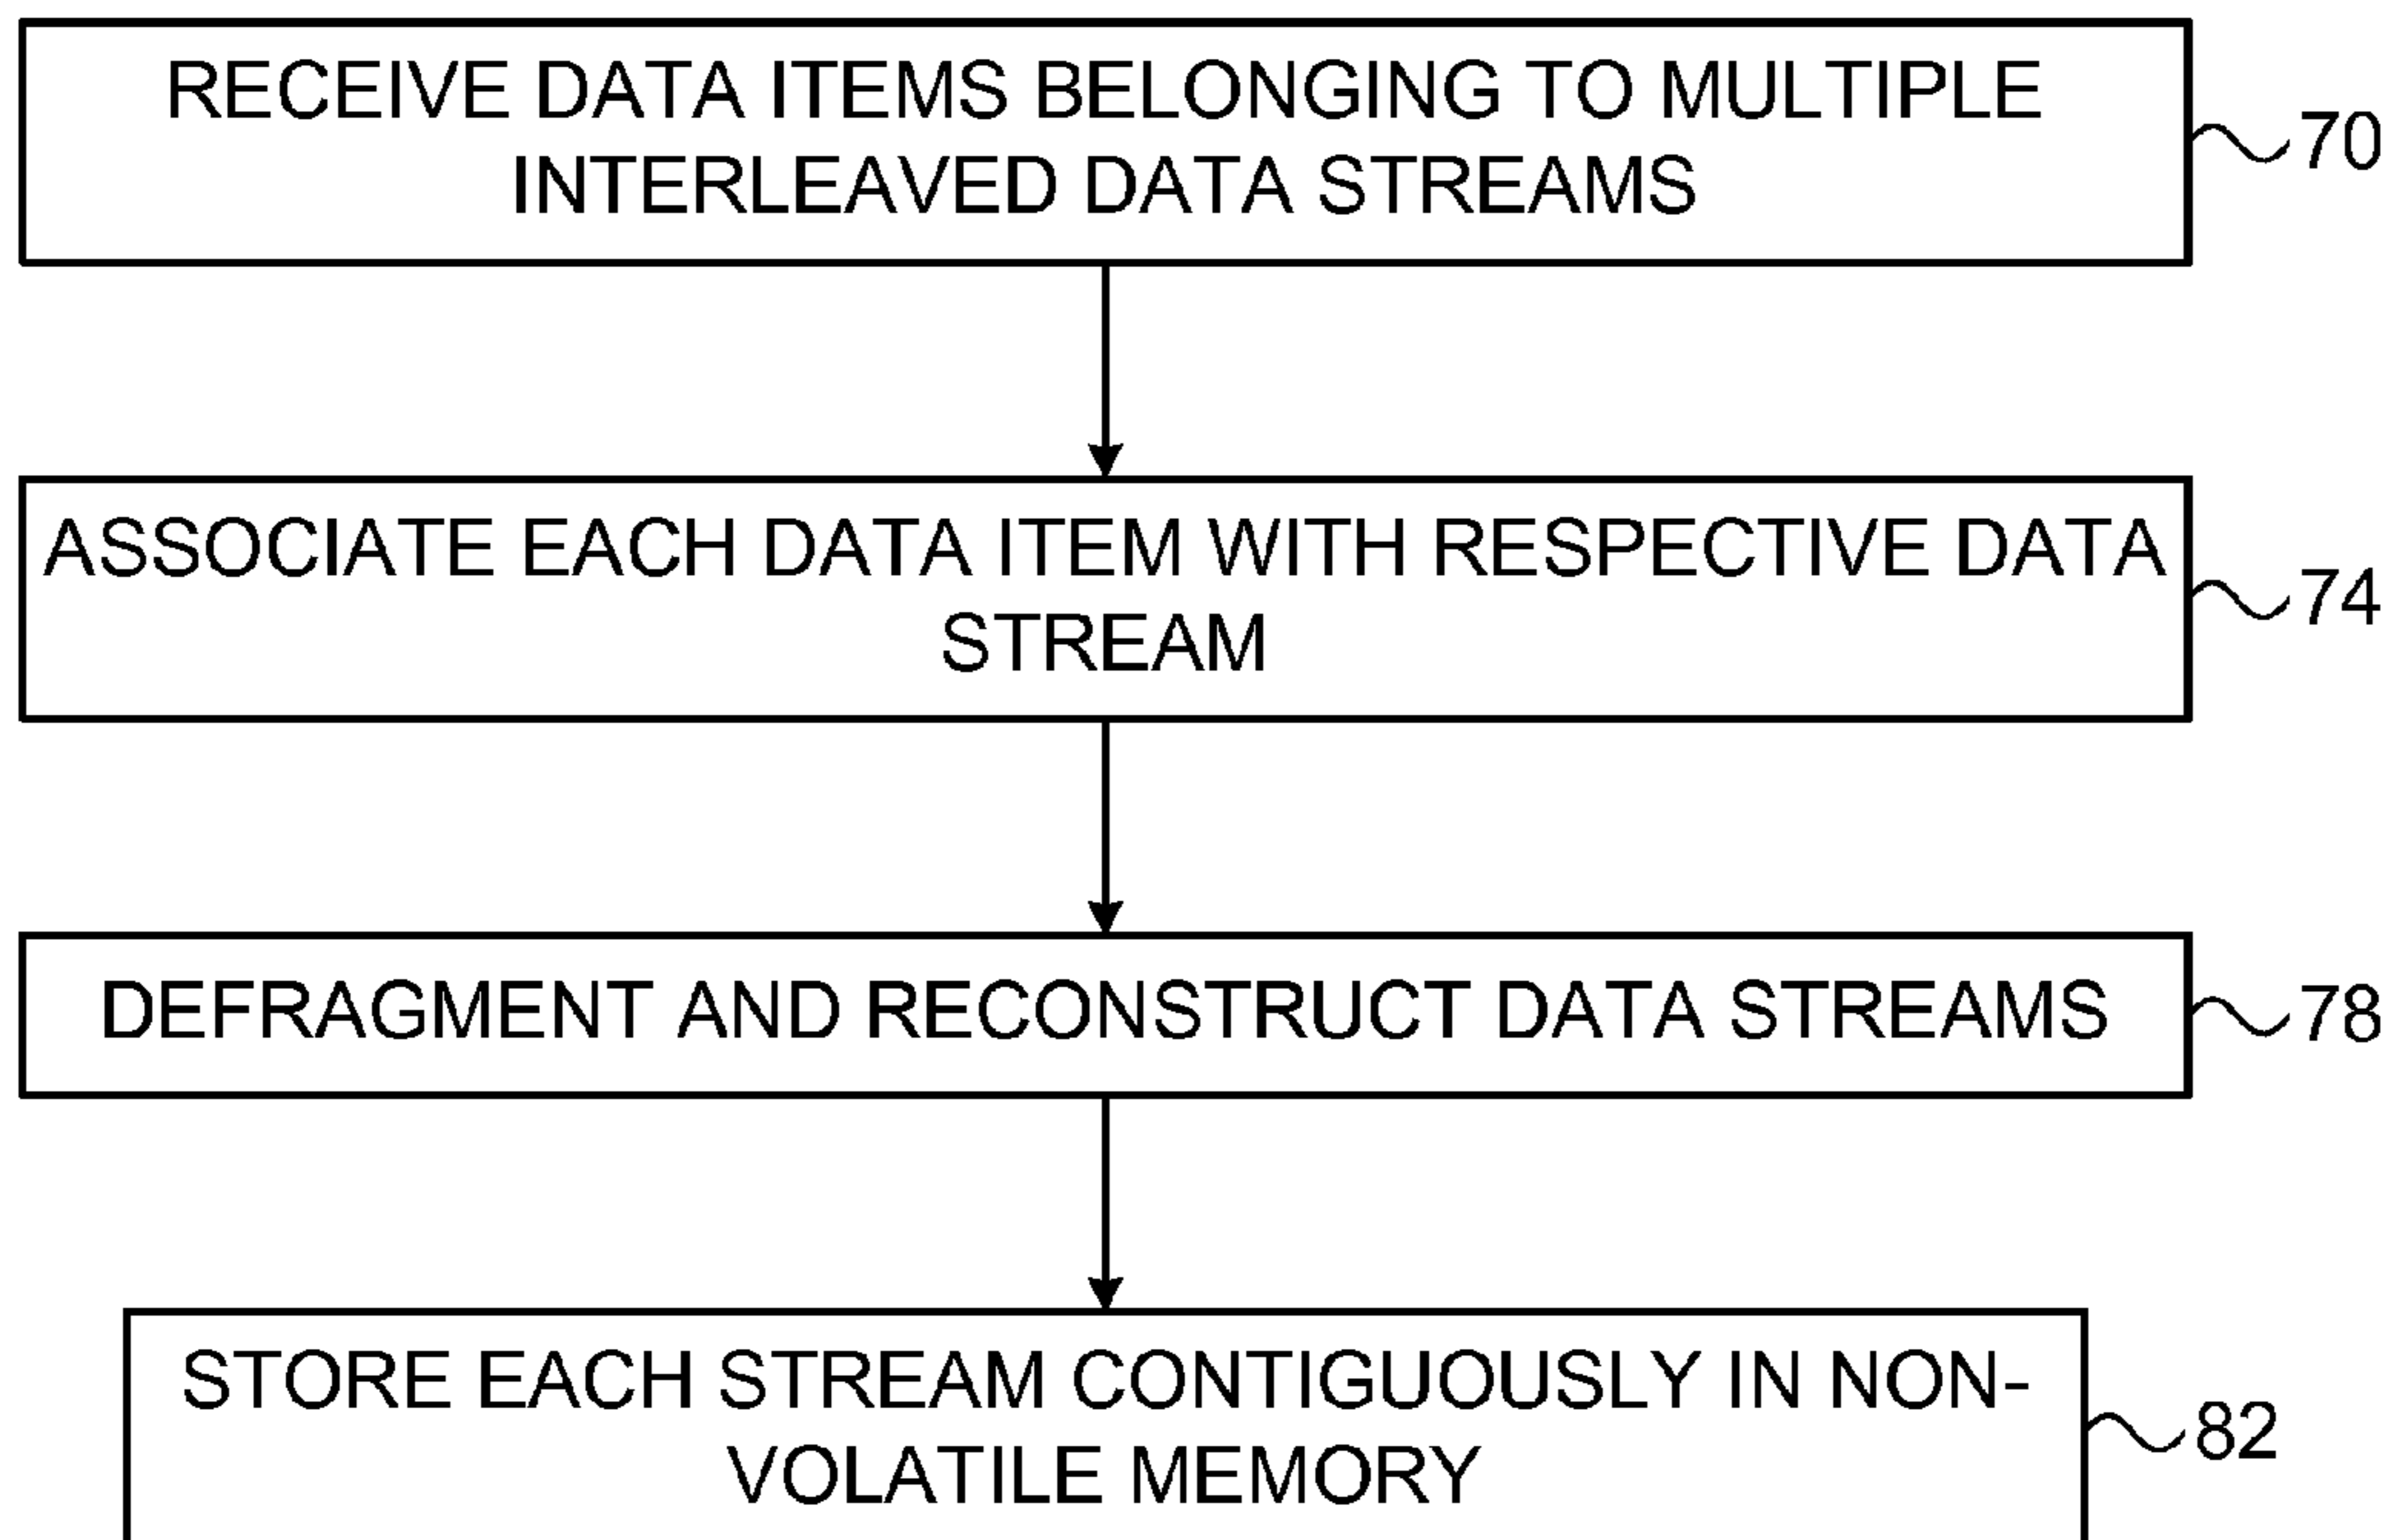 RECEIVE DATA ITEMS BELONGING TO MULTIPLE
INTERLEAVED DATA STREAMS
70
ASSOCIATE EACH DATA ITEM WITH RESPECTIVE DATA
STREAM
74
DEFRAGMENT AND RECONSTRUCT DATA STREAMS
78
STORE EACH STREAM CONTIGUOUSLY IN NON-
VOLATILE MEMORY
82